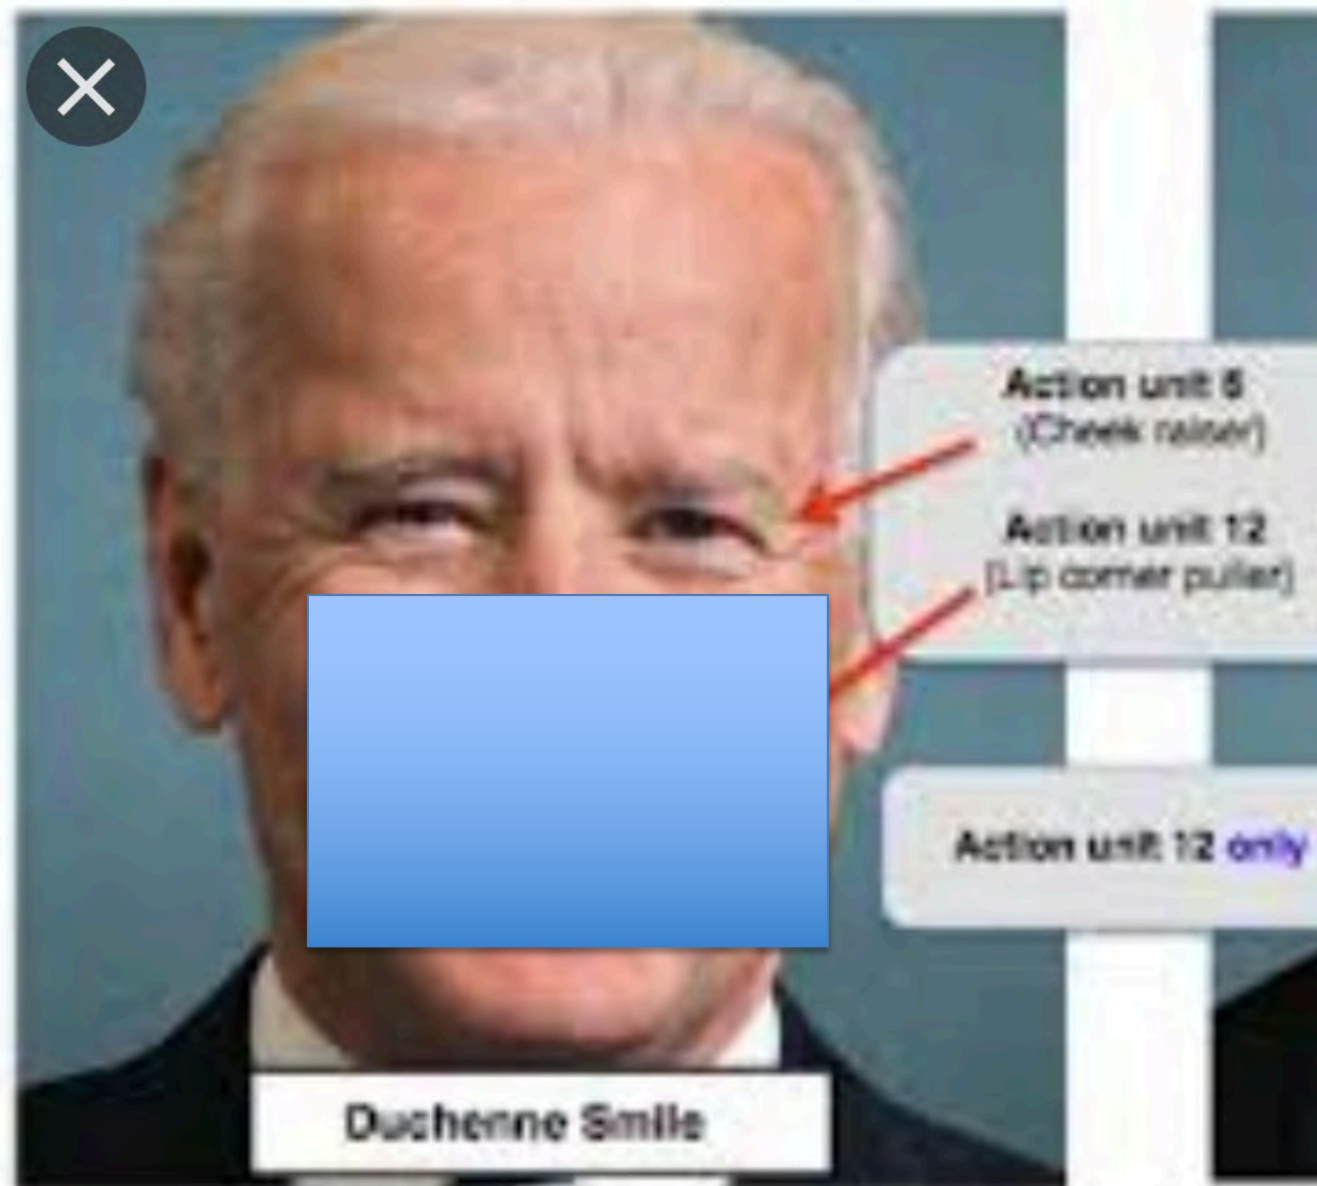 Action unit 6
(Cheek raiser)
Action unit 12
(Lip corner puller)
Action unit 12 only
Duchenne Smile